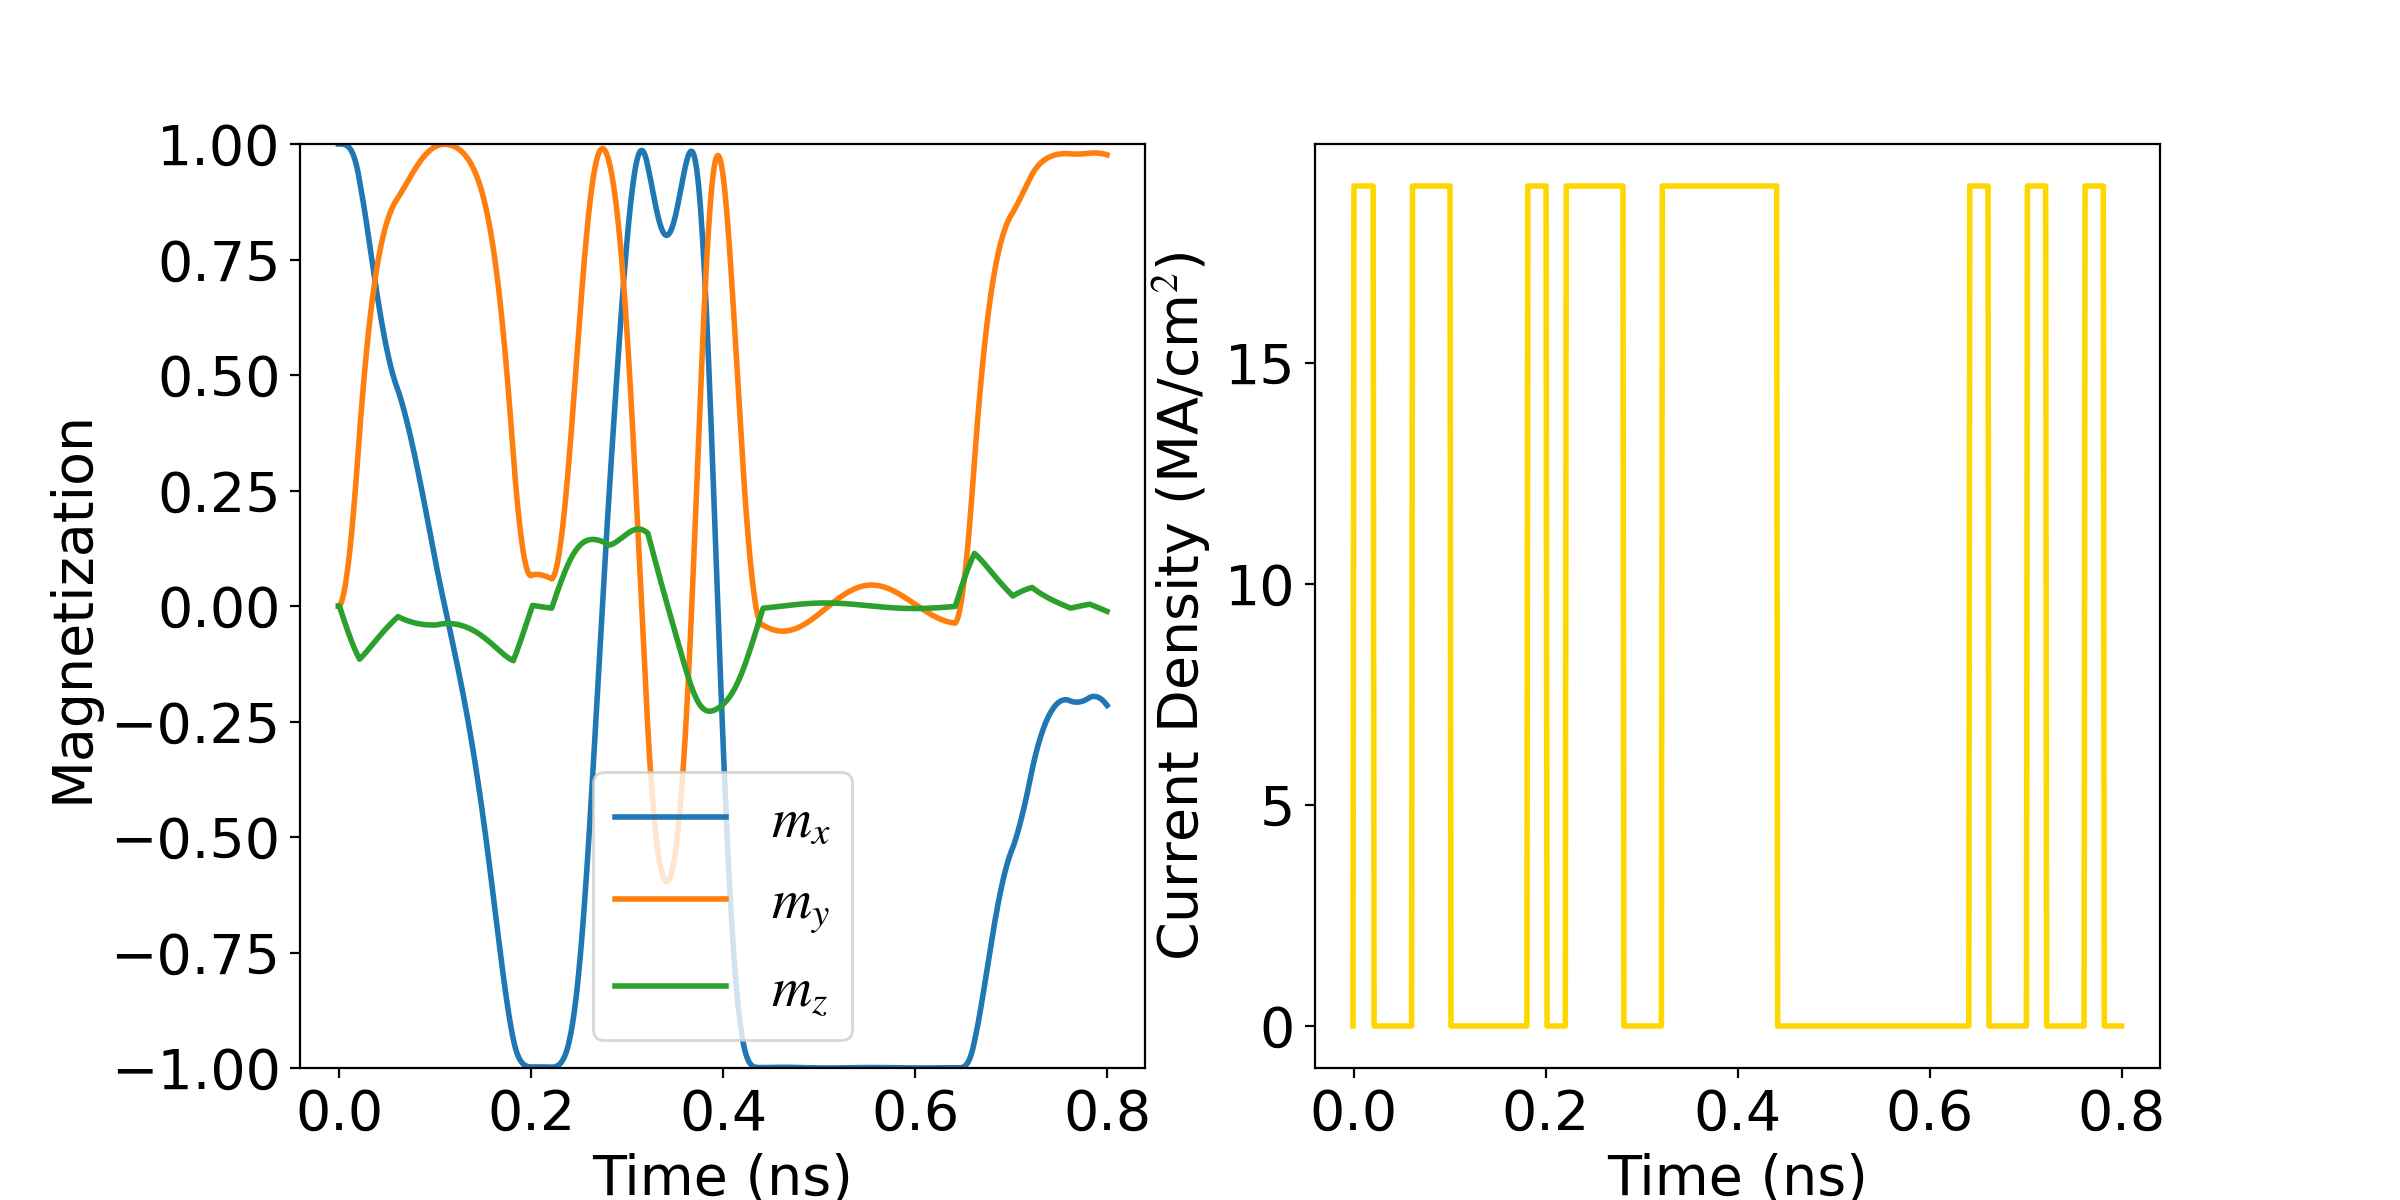 Magnetization
1.00
0.75
0.50
0.25
0.00
−0.25
−0.50
−0.75
−1.00
0.0 0.2 0.4 0.6 0.8
Time (ns)
m_x
m_y
m_z
Current Density (MA/cm²)
15
10
5
0
0.0 0.2 0.4 0.6 0.8
Time (ns)